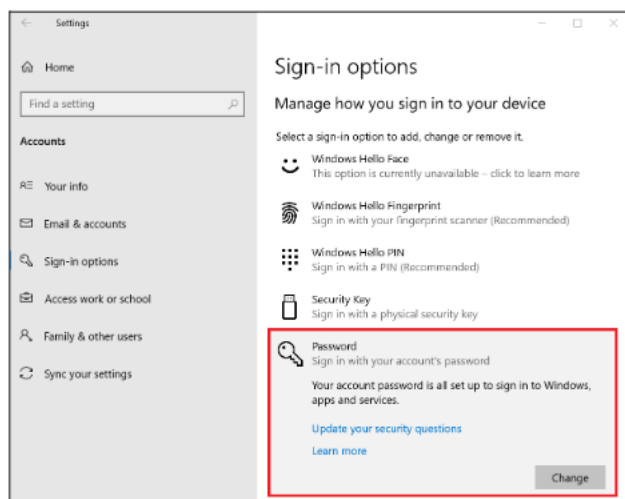 Settings
Home
Find a setting
Accounts
Your info
Email & accounts
Sign-in options
Access work or school
Family & other users
Sync your settings
Sign-in options
Manage how you sign in to your device
Select a sign-in option to add, change or remove it.
Windows Hello Face
This option is currently unavailable – click to learn more
Windows Hello Fingerprint
Sign in with your fingerprint scanner (Recommended)
Windows Hello PIN
Sign in with a PIN (Recommended)
Security Key
Sign in with a physical security key
Password
Sign in with your account's password
Your account password is all set up to sign in to Windows,
apps and services.
Update your security questions
Learn more
Change